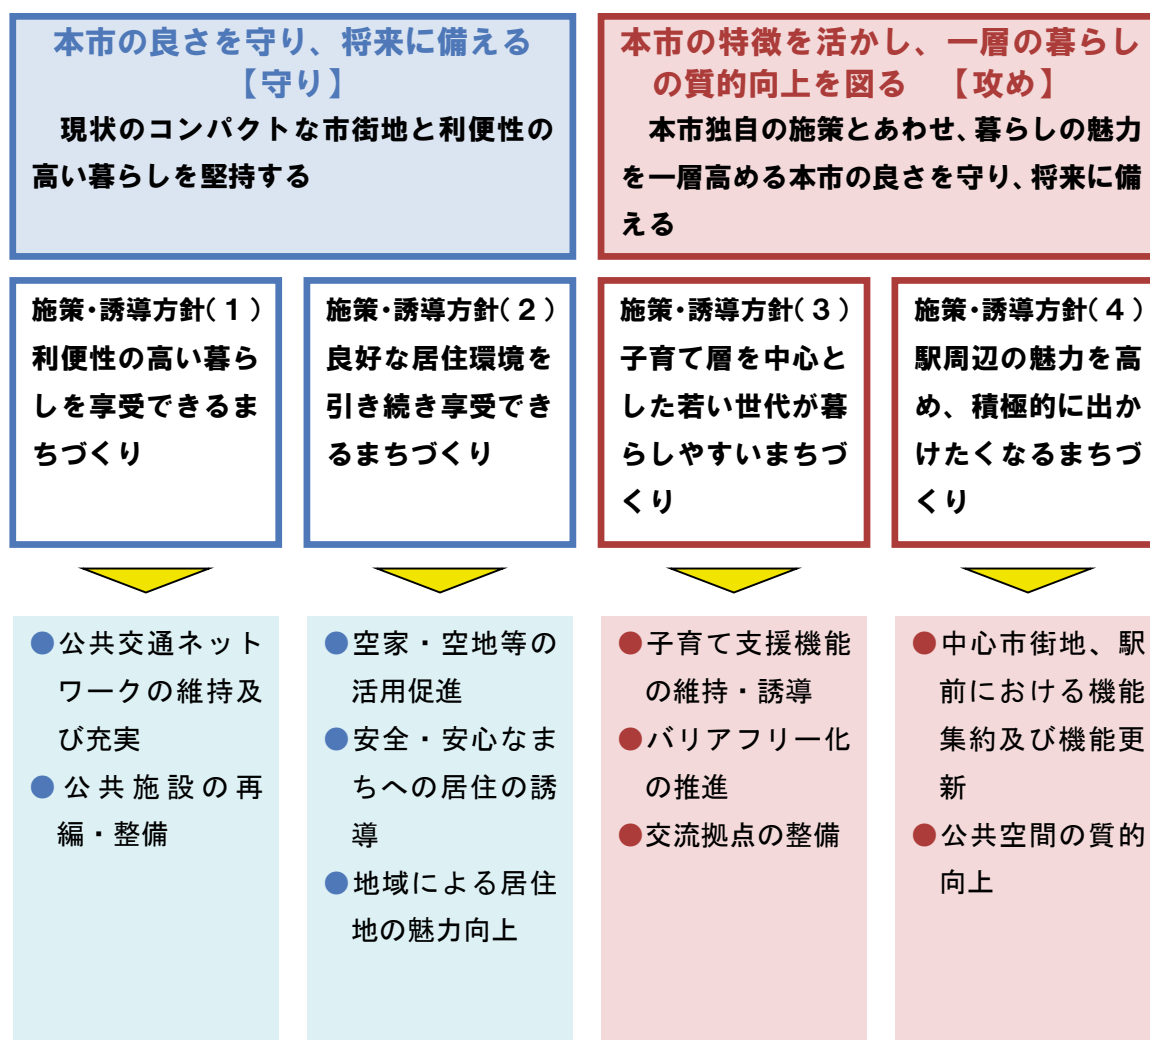 本市の良さを守り、将来に備える
【守り】
現状のコンパクトな市街地と利便性の
高い暮らしを堅持する
本市の特徴を活かし、一層の暮らし
の質的向上を図る　【攻め】
本市独自の施策とあわせ、暮らしの魅力
を一層高める本市の良さを守り、将来に備
える
施策・誘導方針(１)
利便性の高い暮ら
しを享受できるま
ちづくり
施策・誘導方針(２)
良好な居住環境を
引き続き享受でき
るまちづくり
施策・誘導方針(３)
子育て層を中心と
した若い世代が暮
らしやすいまちづ
くり
施策・誘導方針(４)
駅周辺の魅力を高
め、積極的に出か
けたくなるまちづ
くり
●公共交通ネット
ワークの維持及
び充実
●公共施設の再
編・整備
●空家・空地等の
活用促進
●安全・安心なま
ちへの居住の誘
導
●地域による居住
地の魅力向上
●子育て支援機能
の維持・誘導
●バリアフリー化
の推進
●交流拠点の整備
●中心市街地、駅
前における機能
集約及び機能更
新
●公共空間の質的
向上